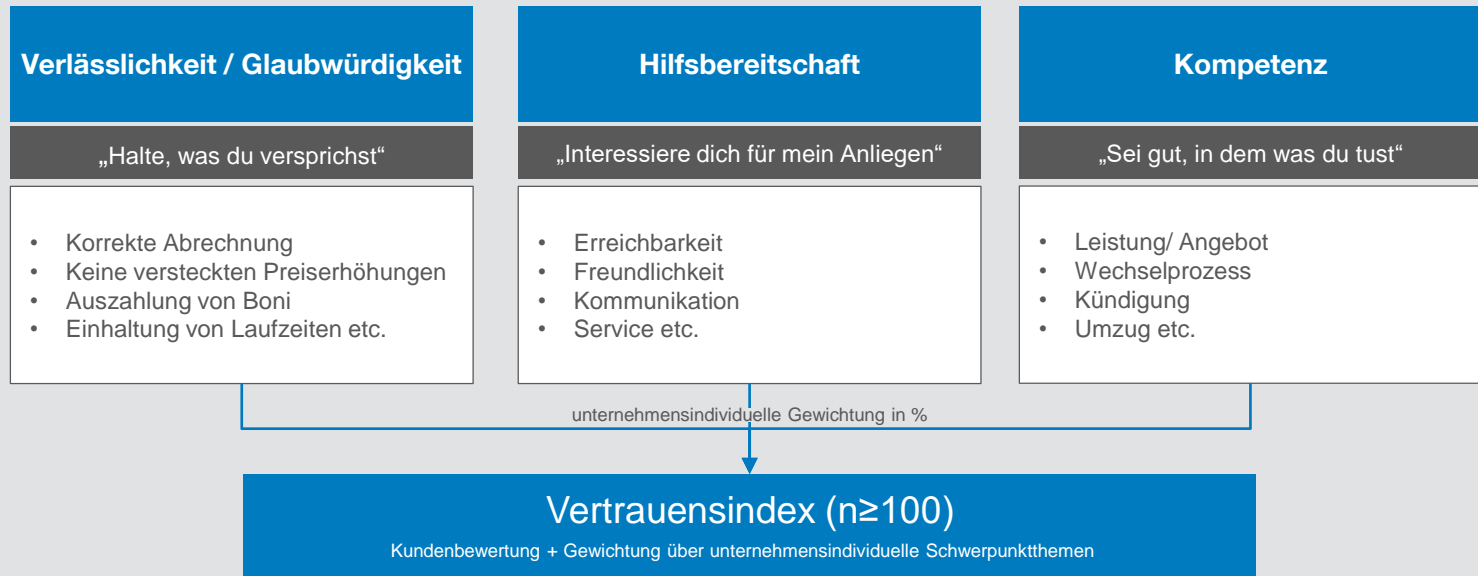 Verlässlichkeit / Glaubwürdigkeit
„Halte, was du versprichst“
• Korrekte Abrechnung
• Keine versteckten Preiserhöhungen
• Auszahlung von Boni
• Einhaltung von Laufzeiten etc.
Hilfsbereitschaft
„Interessiere dich für mein Anliegen“
• Erreichbarkeit
• Freundlichkeit
• Kommunikation
• Service etc.
Kompetenz
„Sei gut, in dem was du tust“
• Leistung/ Angebot
• Wechselprozess
• Kündigung
• Umzug etc.
unternehmensindividuelle Gewichtung in %
Vertrauensindex (n≥100)
Kundenbewertung + Gewichtung über unternehmensindividuelle Schwerpunktthemen